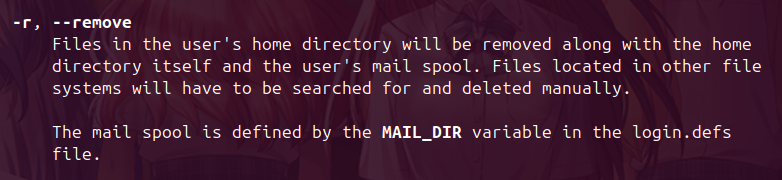 -r, --remove
Files in the user's home directory will be removed along with the home
directory itself and the user's mail spool. Files located in other file
systems will have to be searched for and deleted manually.
The mail spool is defined by the MAIL_DIR variable in the login.defs
file.